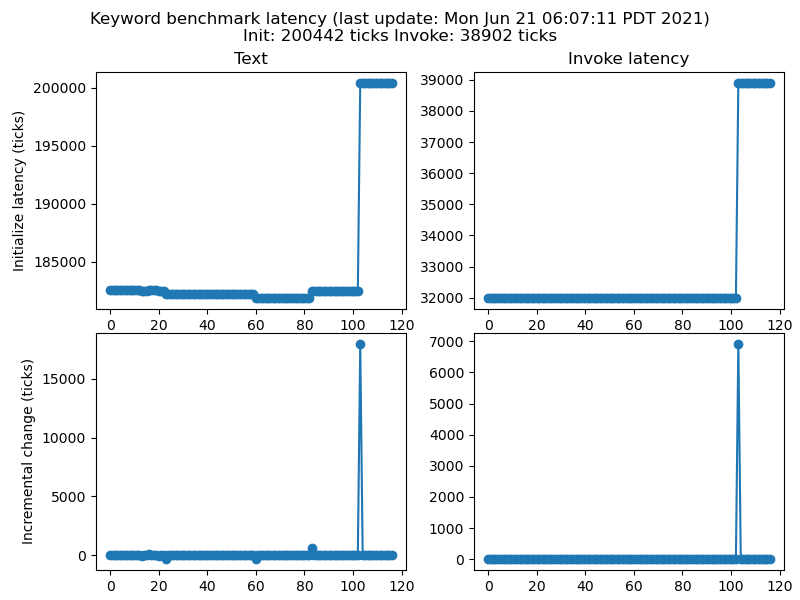 Keyword benchmark latency (last update: Mon Jun 21 06:07:11 PDT 2021)
Init: 200442 ticks Invoke: 38902 ticks
Text
Invoke latency
Initialize latency (ticks)
200000
195000
190000
185000
0 20 40 60 80 100 120
39000
38000
37000
36000
35000
34000
33000
32000
0 20 40 60 80 100 120
Incremental change (ticks)
15000
10000
5000
0
0 20 40 60 80 100 120
7000
6000
5000
4000
3000
2000
1000
0
0 20 40 60 80 100 120